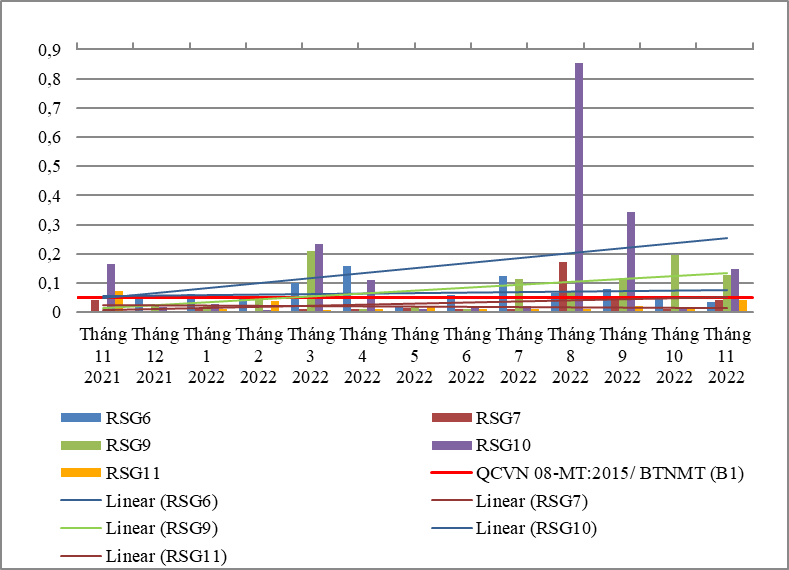 0,9
0,8
0,7
0,6
0,5
0,4
0,3
0,2
0,1
0
Tháng Tháng Tháng Tháng Tháng Tháng Tháng Tháng Tháng Tháng Tháng Tháng Tháng
11 12 1 2 3 4 5 6 7 8 9 10 11
2021 2021 2022 2022 2022 2022 2022 2022 2022 2022 2022 2022 2022
RSG6 RSG7
RSG9 RSG10
RSG11 QCVN 08-MT:2015/ BTNMT (B1)
Linear (RSG6) Linear (RSG7)
Linear (RSG9) Linear (RSG10)
Linear (RSG11)